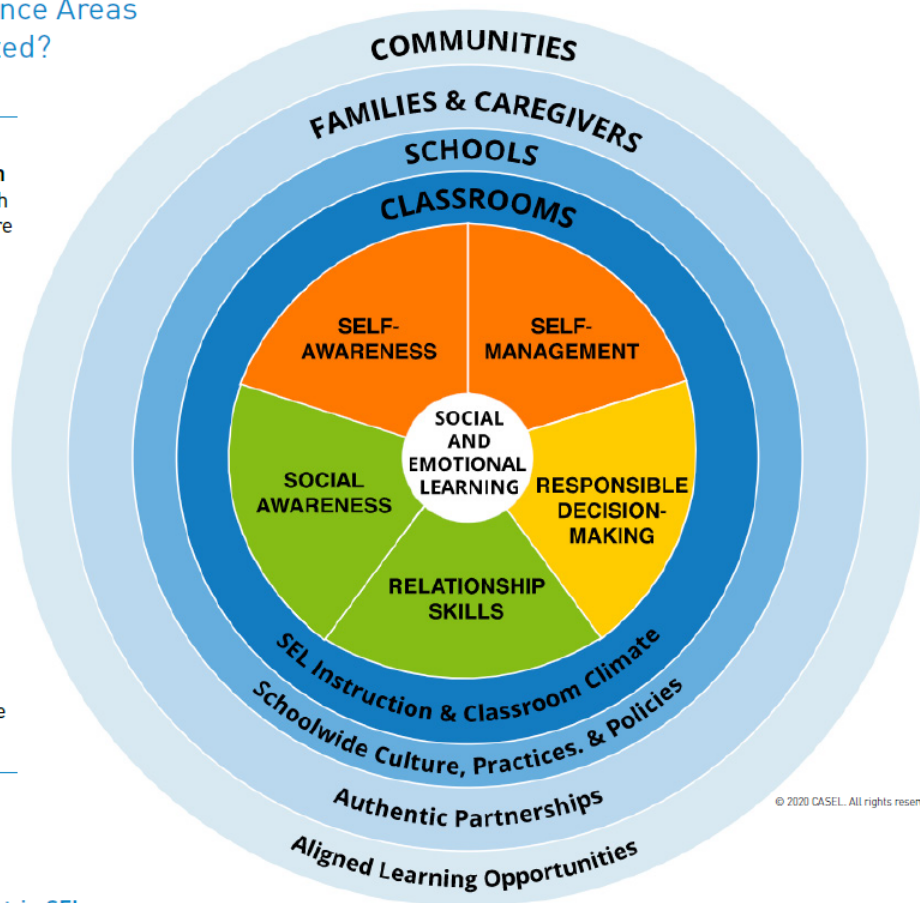 nce Areas
ted?
n
h
re
e
COMMUNITIES
FAMILIES & CAREGIVERS
SCHOOLS
CLASSROOMS
SELF-
AWARENESS
SELF-
MANAGEMENT
SOCIAL
AND
EMOTIONAL
LEARNING
SOCIAL
AWARENESS
RESPONSIBLE
DECISION-
MAKING
RELATIONSHIP
SKILLS
SEL Instruction & Classroom Climate
Schoolwide Culture, Practices. & Policies
Authentic Partnerships
Aligned Learning Opportunities
© 2020 CASEL. All rights reser